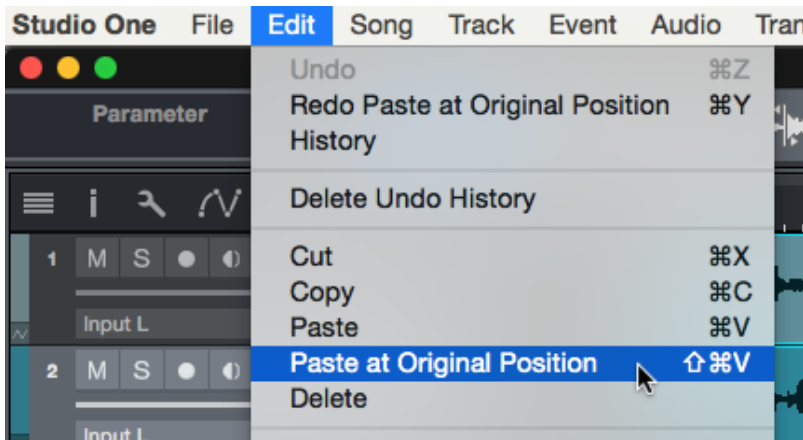 Studio One File Edit Song Track Event Audio Tran
Undo ⌘Z
Parameter
Redo Paste at Original Position ⌘Y
History
Delete Undo History
1 M S
Cut ⌘X
Copy ⌘C
Input L
Paste ⌘V
2 M S
Paste at Original Position ⇧⌘V
Delete
Input L